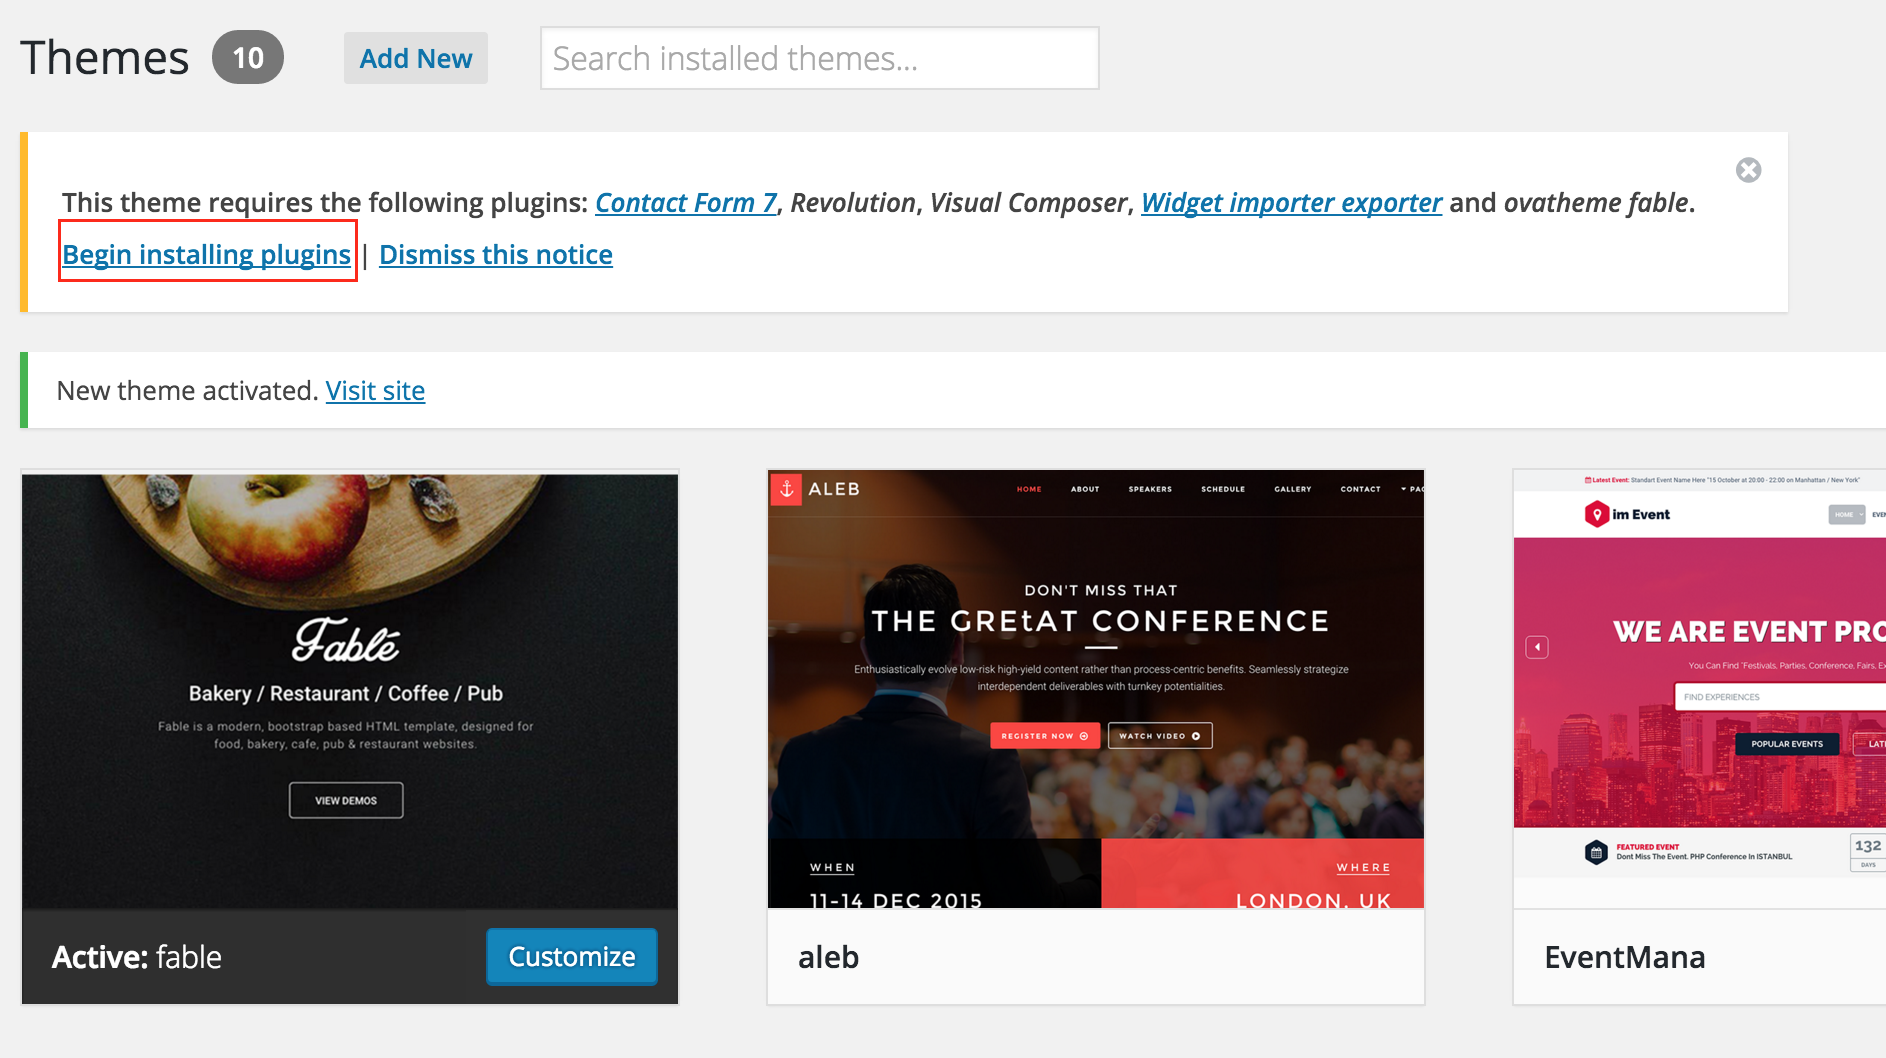 Themes 10 Add New Search installed themes...
This theme requires the following plugins: Contact Form 7, Revolution, Visual Composer, Widget importer exporter and ovatheme fable.
Begin installing plugins | Dismiss this notice
New theme activated. Visit site
Fable
Bakery / Restaurant / Coffee / Pub
Fable is a modern, bootstrap based HTML template, designed for
food, bakery, cafe, pub & restaurant websites.
VIEW DEMOS
Active: fable Customize
ALEB HOME ABOUT SPEAKERS SCHEDULE GALLERY CONTACT
DON'T MISS THAT
THE GREtAT CONFERENCE
Enthusiastically evolve low-risk high-yield content rather than process-centric benefits. Seamlessly strategize
interdependent deliverables with turnkey potentialities.
REGISTER NOW WATCH VIDEO
WHEN WHERE
11-14 DEC 2015 LONDON, UK
aleb
Latest Event: Standart Event Name Here "15 October at 20:00 - 22:00 on Manhattan / New York"
im Event HOME
WE ARE EVENT PRO
You Can Find "Festivals, Parties, Conference, Fairs,
FIND EXPERIENCES
POPULAR EVENTS LAT
FEATURED EVENT
Dont Miss The Event. PHP Conference In ISTANBUL
132
DAYS
EventMana